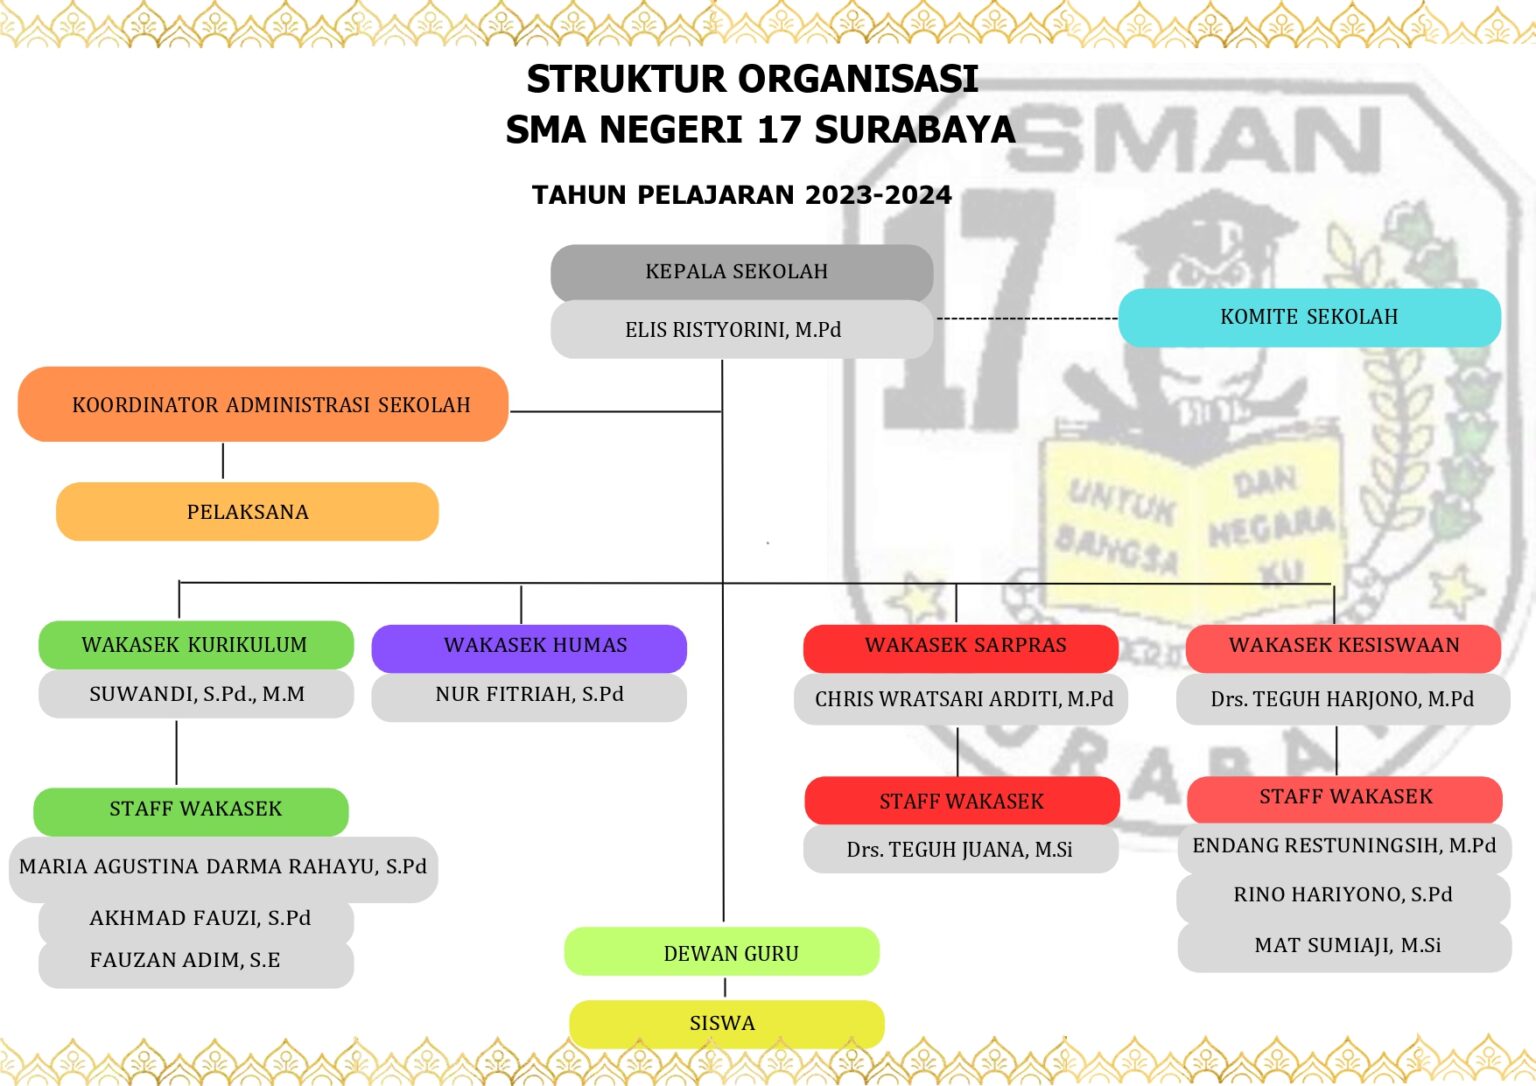 STRUKTUR ORGANISASI
SMA NEGERI 17 SURABAYA
TAHUN PELAJARAN 2023-2024
SMAN
17
KEPALA SEKOLAH
ELIS RISTYORINI, M.Pd
KOMITE SEKOLAH
KOORDINATOR ADMINISTRASI SEKOLAH
PELAKSANA
UNTUK
BANGSA
DAN
NEGARA
KU
WAKASEK KURIKULUM
SUWANDI, S.Pd., M.M
WAKASEK HUMAS
NUR FITRIAH, S.Pd
WAKASEK SARPRAS
CHRIS WRATSARI ARDITI, M.Pd
WAKASEK KESISWAAN
Drs. TEGUH HARJONO, M.Pd
STAFF WAKASEK
MARIA AGUSTINA DARMA RAHAYU, S.Pd
AKHMAD FAUZI, S.Pd
FAUZAN ADIM, S.E
STAFF WAKASEK
Drs. TEGUH JUANA, M.Si
STAFF WAKASEK
ENDANG RESTUNINGSIH, M.Pd
RINO HARIYONO, S.Pd
MAT SUMIAJI, M.Si
DEWAN GURU
SISWA